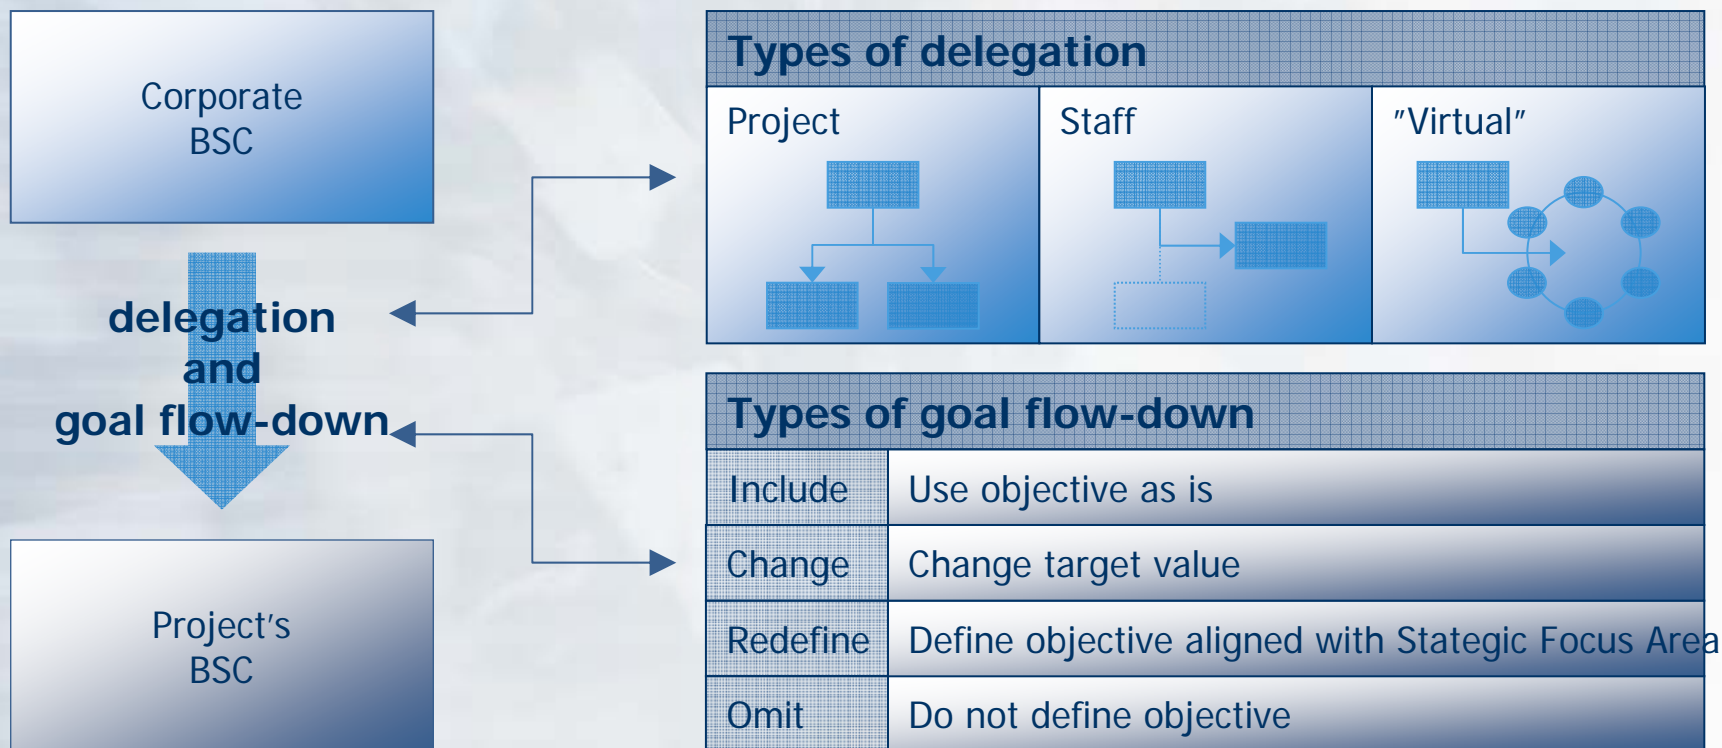 Corporate
BSC
delegation
and
goal flow-down
Project's
BSC
Types of delegation
Project
Staff
"Virtual"
Types of goal flow-down
Include
Use objective as is
Change
Change target value
Redefine
Define objective aligned with Stategic Focus Area
Omit
Do not define objective